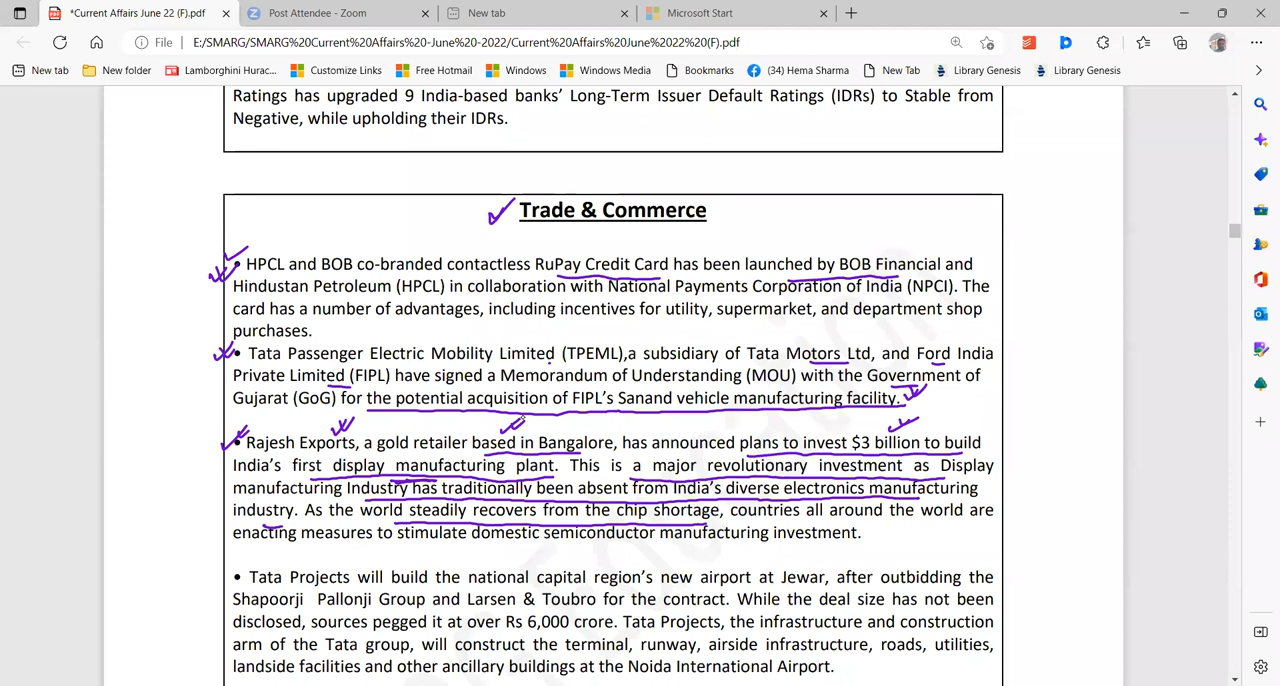 *Current Affairs June 22 (F).pdf
Post Attendee - Zoom
New tab
Microsoft Start
File
E:/SMARG/SMARG%20Current%20Affairs%20-June%20-2022/Current%20Affairs%20June%2022%20(F).pdf
New tab
New folder
Lamborghini Hurac...
Customize Links
Free Hotmail
Windows
Windows Media
Bookmarks
(34) Hema Sharma
New Tab
Library Genesis
Library Genesis
Ratings has upgraded 9 India-based banks' Long-Term Issuer Default Ratings (IDRs) to Stable from
Negative, while upholding their IDRs.
Trade & Commerce
• HPCL and BOB co-branded contactless RuPay Credit Card has been launched by BOB Financial and
Hindustan Petroleum (HPCL) in collaboration with National Payments Corporation of India (NPCI). The
card has a number of advantages, including incentives for utility, supermarket, and department shop
purchases.
• Tata Passenger Electric Mobility Limited (TPEML),a subsidiary of Tata Motors Ltd, and Ford India
Private Limited (FIPL) have signed a Memorandum of Understanding (MOU) with the Government of
Gujarat (GoG) for the potential acquisition of FIPL's Sanand vehicle manufacturing facility.
• Rajesh Exports, a gold retailer based in Bangalore, has announced plans to invest $3 billion to build
India's first display manufacturing plant. This is a major revolutionary investment as Display
manufacturing Industry has traditionally been absent from India's diverse electronics manufacturing
industry. As the world steadily recovers from the chip shortage, countries all around the world are
enacting measures to stimulate domestic semiconductor manufacturing investment.
• Tata Projects will build the national capital region's new airport at Jewar, after outbidding the
Shapoorji Pallonji Group and Larsen & Toubro for the contract. While the deal size has not been
disclosed, sources pegged it at over Rs 6,000 crore. Tata Projects, the infrastructure and construction
arm of the Tata group, will construct the terminal, runway, airside infrastructure, roads, utilities,
landside facilities and other ancillary buildings at the Noida International Airport.